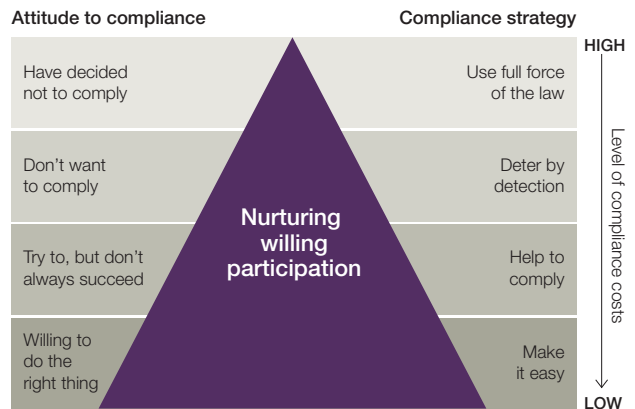 Attitude to compliance
Compliance strategy
HIGH
Have decided
not to comply
Use full force
of the law
Don't want
to comply
Deter by
detection
Nurturing
willing
participation
Try to, but don't
always succeed
Help to
comply
Willing to
do the
right thing
Make
it easy
Level of compliance costs
LOW